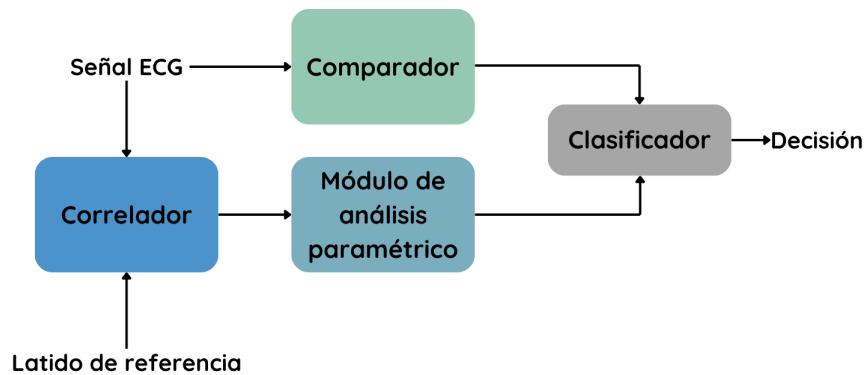 Señal ECG
Comparador
Clasificador
Decisión
Correlador
Módulo de
análisis
paramétrico
Latido de referencia